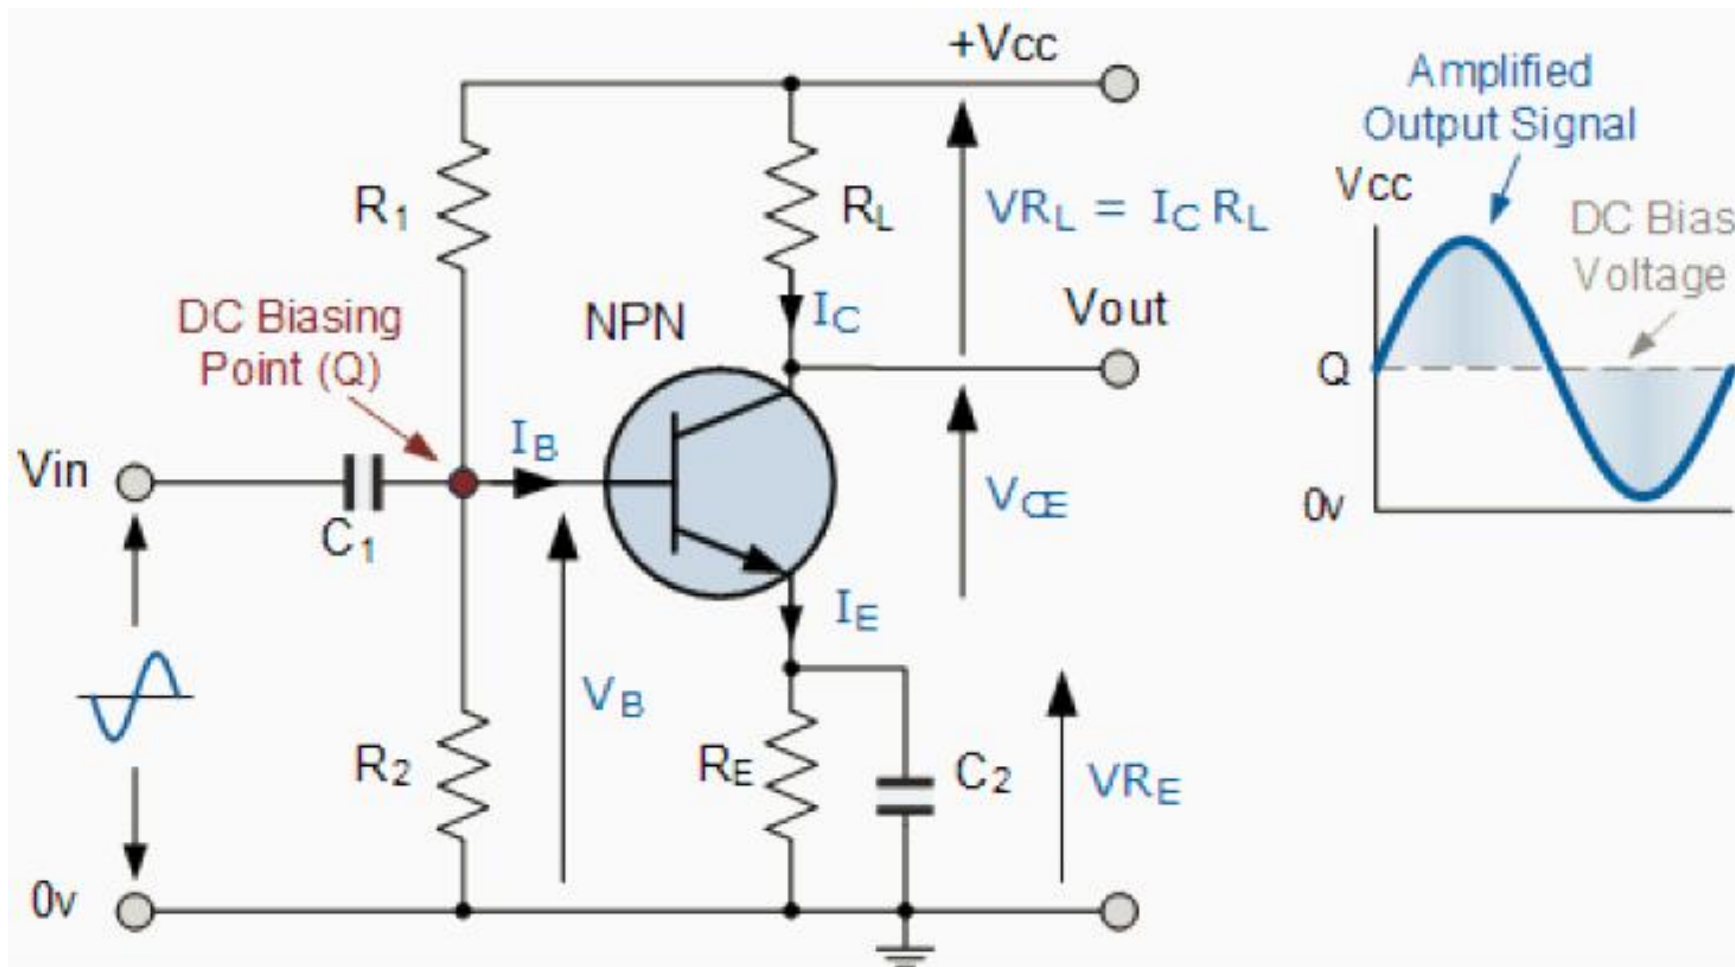 +Vcc
Amplified
Output Signal
Vcc
DC Bias
Voltage
R1
RL
VRL = IC RL
DC Biasing
Point (Q)
NPN
IC
Vout
Q
Vin
IB
VCE
0v
C1
IE
VB
R2
RE
C2
VRE
0v